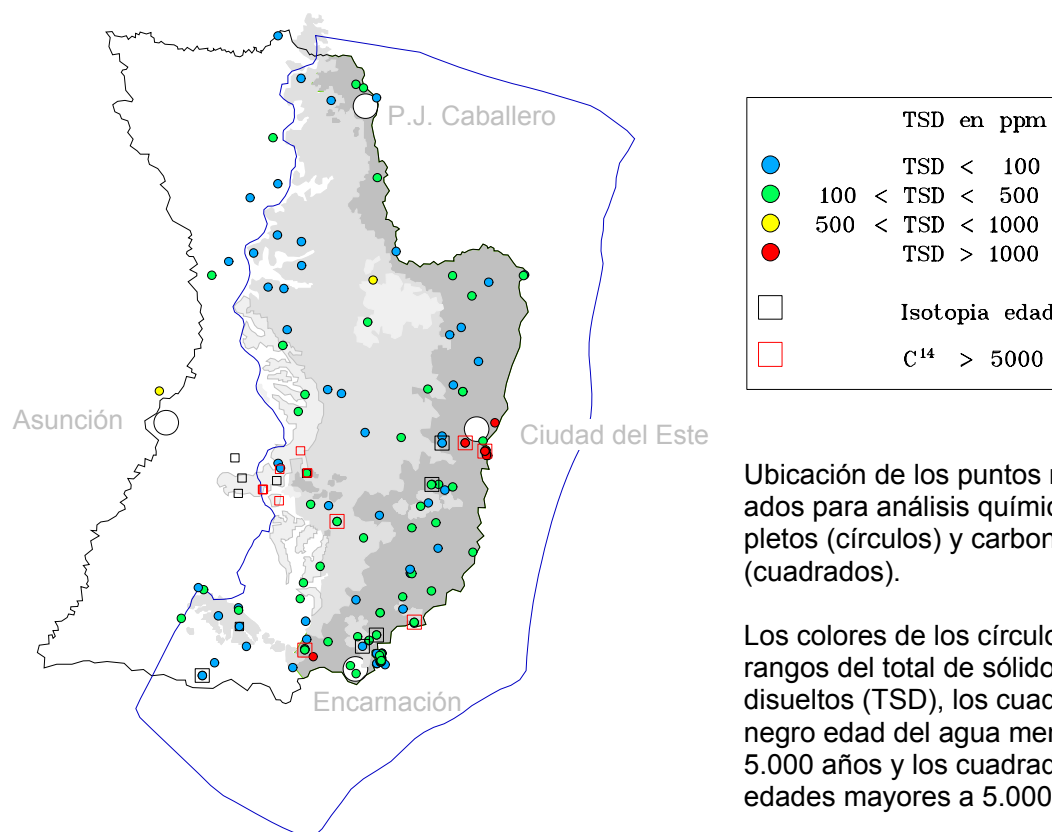 P.J. Caballero
Asunción
Ciudad del Este
Encarnación
TSD en ppm
TSD < 100
100 < TSD < 500
500 < TSD < 1000
TSD > 1000
Isotopia edad
C¹⁴ > 5000
Ubicación de los puntos
ados para análisis químic
pletos (círculos) y carbon
(cuadrados).
Los colores de los círculo
rangos del total de sólido
disueltos (TSD), los cuad
negro edad del agua mer
5.000 años y los cuadrad
edades mayores a 5.000